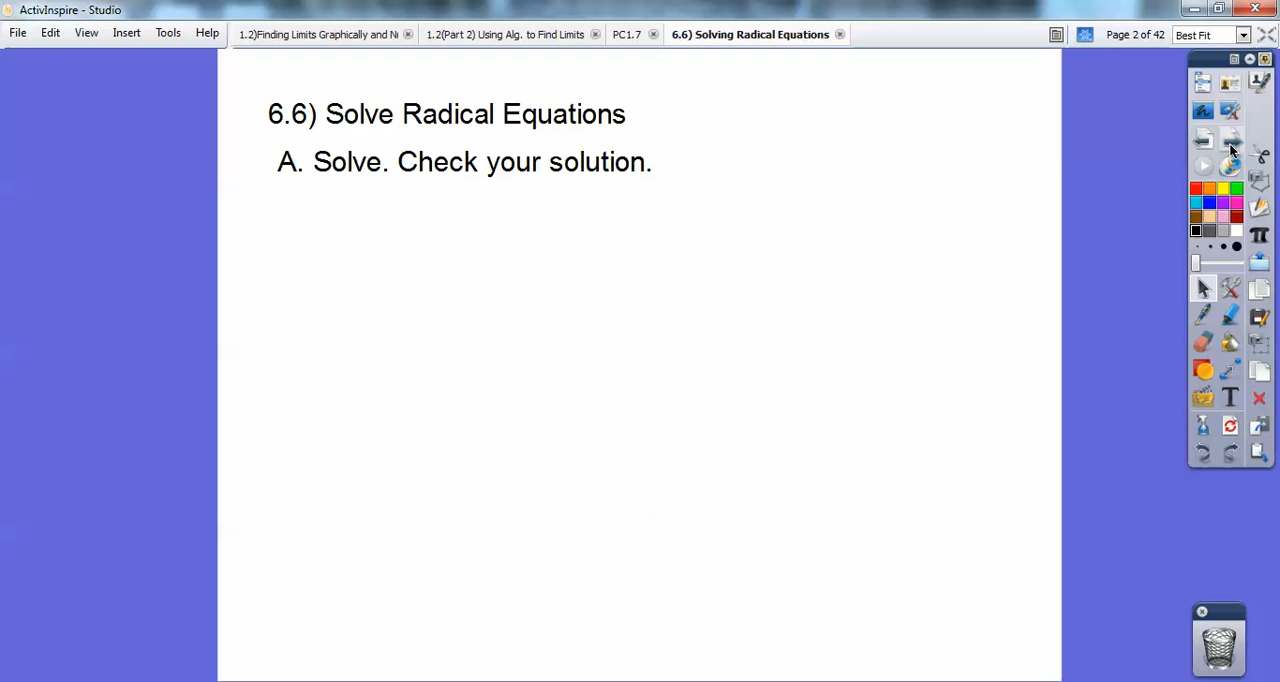 ActivInspire - Studio
File Edit View Insert Tools Help
1.2)Finding Limits Graphically and N
1.2)(Part 2) Using Alg. to Find Limits
PC1.7
6.6) Solving Radical Equations
Page 2 of 42
Best Fit
6.6) Solve Radical Equations
A. Solve. Check your solution.